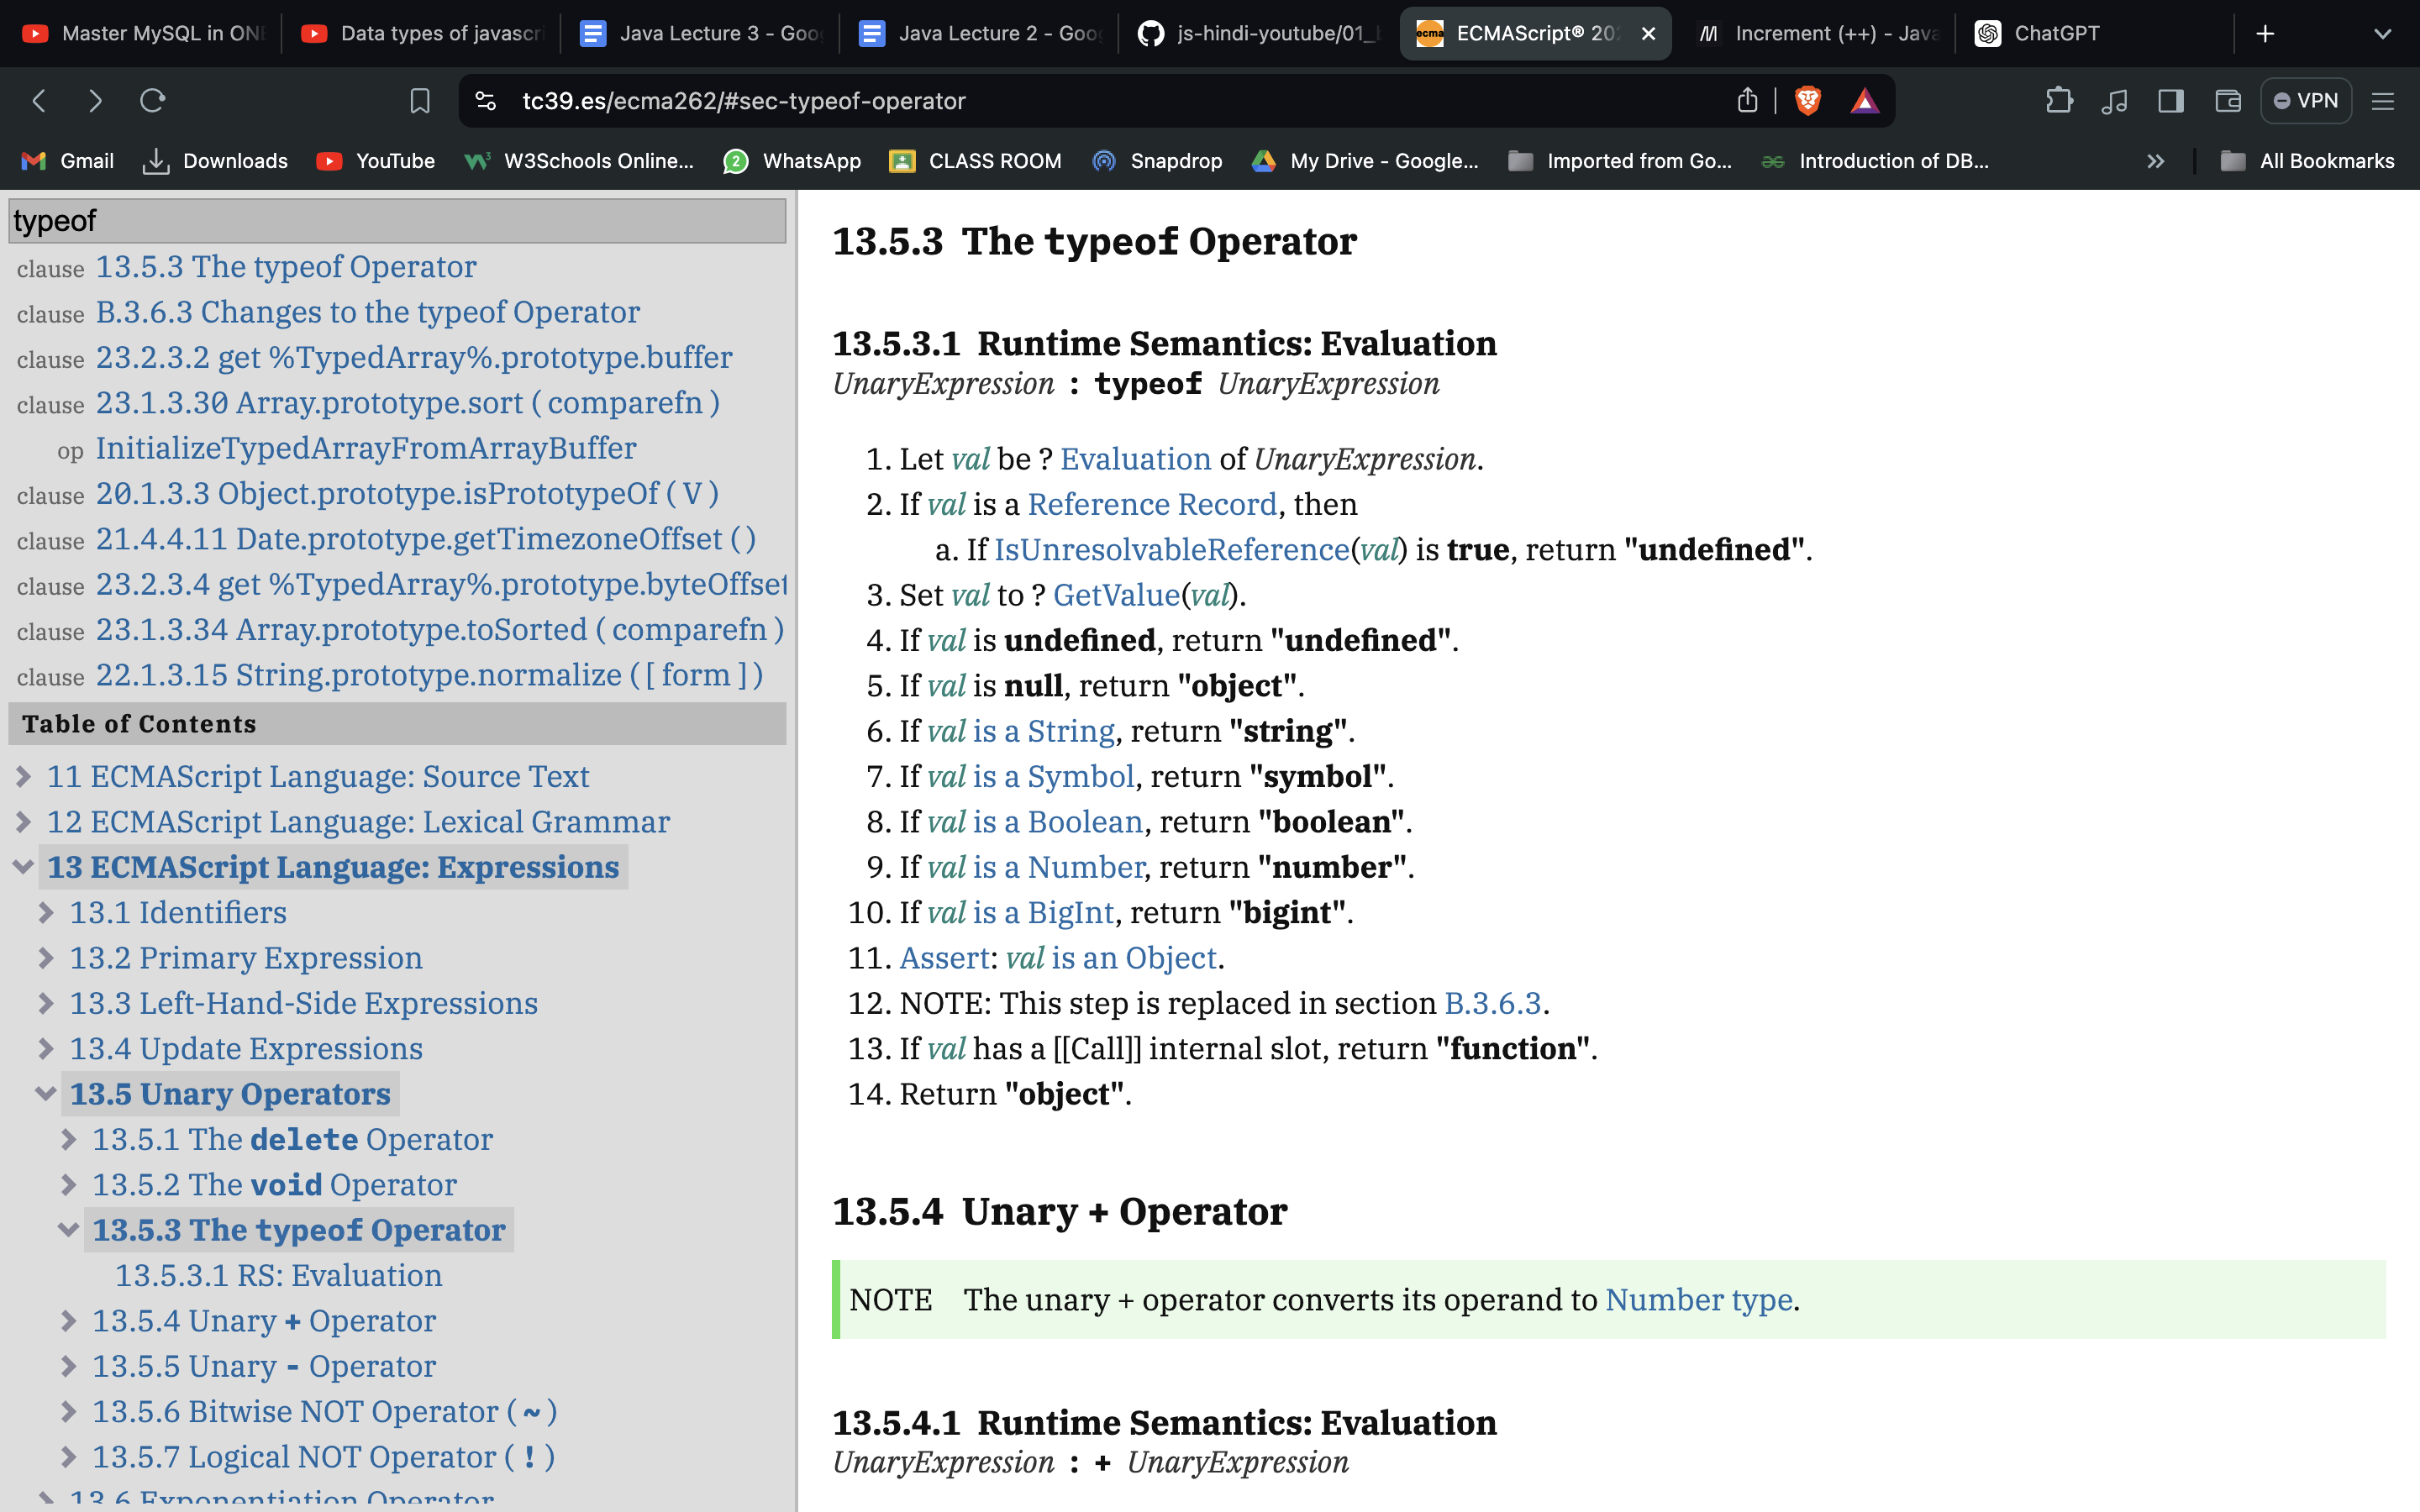 Master MySQL in ON
Data types of javascri
Java Lecture 3 - Goo
Java Lecture 2 - Goo
js-hindi-youtube/01_b
ecma
ECMAScript® 202
Increment (++) - Java
ChatGPT
tc39.es/ecma262/#sec-typeof-operator
VPN
Gmail
Downloads
YouTube
W3Schools Online...
2
WhatsApp
CLASS ROOM
Snapdrop
My Drive - Google...
Imported from Go...
Introduction of DB...
All Bookmarks
typeof
clause 13.5.3 The typeof Operator
clause B.3.6.3 Changes to the typeof Operator
clause 23.2.3.2 get %TypedArray%.prototype.buffer
clause 23.1.3.30 Array.prototype.sort ( comparefn )
op InitializeTypedArrayFromArrayBuffer
clause 20.1.3.3 Object.prototype.isPrototypeOf ( V )
clause 21.4.4.11 Date.prototype.getTimezoneOffset ( )
clause 23.2.3.4 get %TypedArray%.prototype.byteOffset
clause 23.1.3.34 Array.prototype.toSorted ( comparefn )
clause 22.1.3.15 String.prototype.normalize ( [ form ] )
Table of Contents
11 ECMAScript Language: Source Text
12 ECMAScript Language: Lexical Grammar
13 ECMAScript Language: Expressions
13.1 Identifiers
13.2 Primary Expression
13.3 Left-Hand-Side Expressions
13.4 Update Expressions
13.5 Unary Operators
13.5.1 The delete Operator
13.5.2 The void Operator
13.5.3 The typeof Operator
13.5.3.1 RS: Evaluation
13.5.4 Unary + Operator
13.5.5 Unary - Operator
13.5.6 Bitwise NOT Operator ( ~ )
13.5.7 Logical NOT Operator ( ! )
13.6 Exponentiation Operator
13.5.3 The typeof Operator
13.5.3.1 Runtime Semantics: Evaluation
UnaryExpression : typeof UnaryExpression
1. Let val be ? Evaluation of UnaryExpression.
2. If val is a Reference Record, then
a. If IsUnresolvableReference(val) is true, return "undefined".
3. Set val to ? GetValue(val).
4. If val is undefined, return "undefined".
5. If val is null, return "object".
6. If val is a String, return "string".
7. If val is a Symbol, return "symbol".
8. If val is a Boolean, return "boolean".
9. If val is a Number, return "number".
10. If val is a BigInt, return "bigint".
11. Assert: val is an Object.
12. NOTE: This step is replaced in section B.3.6.3.
13. If val has a [[Call]] internal slot, return "function".
14. Return "object".
13.5.4 Unary + Operator
NOTE The unary + operator converts its operand to Number type.
13.5.4.1 Runtime Semantics: Evaluation
UnaryExpression : + UnaryExpression